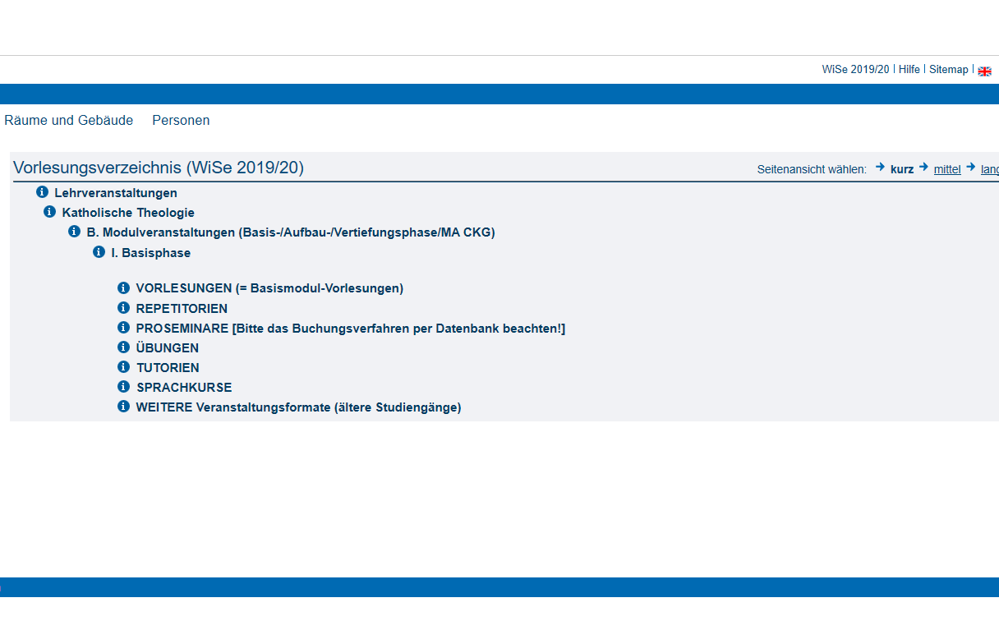 WiSe 2019/20 | Hilfe | Sitemap |
Räume und Gebäude Personen
Vorlesungsverzeichnis (WiSe 2019/20)
Seitenansicht wählen: kurz mittel lang
Lehrveranstaltungen
Katholische Theologie
B. Modulveranstaltungen (Basis-/Aufbau-/Vertiefungsphase/MA CKG)
I. Basisphase
VORLESUNGEN (= Basismodul-Vorlesungen)
REPETITORIEN
PROSEMINARE [Bitte das Buchungsverfahren per Datenbank beachten!]
ÜBUNGEN
TUTORIEN
SPRACHKURSE
WEITERE Veranstaltungsformate (ältere Studiengänge)